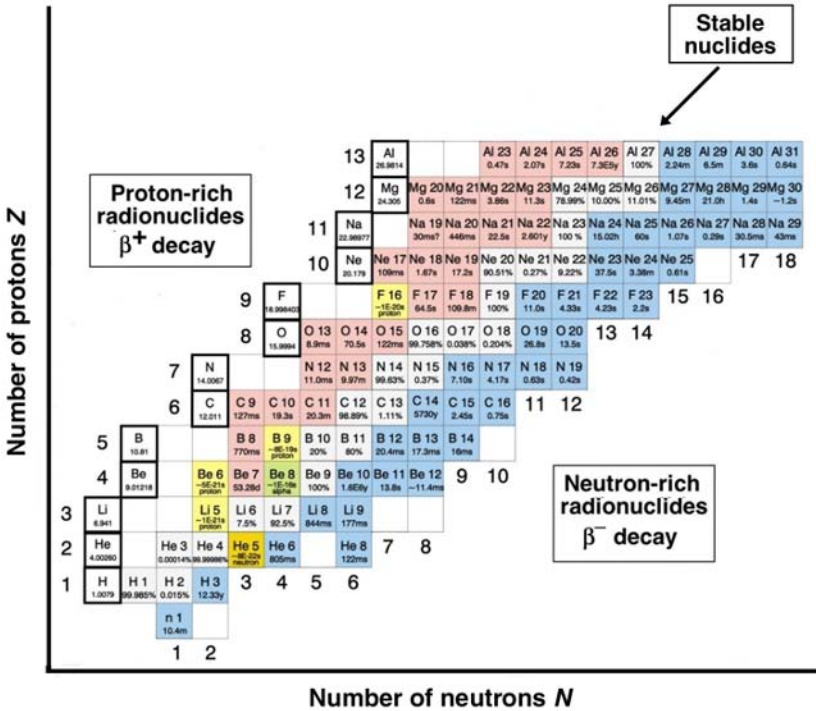 Stable
nuclides
Number of protons Z
Proton-rich
radionuclides
β+ decay
13 Al Al 23 Al 24 Al 25 Al 26 Al 27 Al 28 Al 29 Al 30 Al 31
26.9814 0.47s 2.07s 7.23s 7.3E5y 100% 2.24m 6.5m 3.6s 0.64s
12 Mg Mg 20 Mg 21 Mg 22 Mg 23 Mg 24 Mg 25 Mg 26 Mg 27 Mg 28 Mg 29 Mg 30
24.305 0.6s 122ms 3.86s 11.3s 78.99% 10.00% 11.01% 9.45m 21.0h 1.4s ~1.2s
11 Na Na 19 Na 20 Na 21 Na 22 Na 23 Na 24 Na 25 Na 26 Na 27 Na 28 Na 29
22.98977 30ms? 446ms 22.5s 2.601y 100 % 15.02h 60s 1.07s 0.29s 30.5ms 43ms
10 Ne Ne 17 Ne 18 Ne 19 Ne 20 Ne 21 Ne 22 Ne 23 Ne 24 Ne 25 17 18
20.179 109ms 1.67s 17.2s 90.51% 0.27% 9.22% 37.5s 3.38m 0.61s
9 F F 16 F 17 F 18 F 19 F 20 F 21 F 22 F 23 15 16
18.998403 ~1E-20s 64.5s 109.8m 100% 11.0s 4.33s 4.23s 2.2s
proton
8 O O 13 O 14 O 15 O 16 O 17 O 18 O 19 O 20 13 14
15.9994 8.9ms 70.5s 122ms 99.758% 0.038% 0.204% 26.8s 13.5s
7 N N 12 N 13 N 14 N 15 N 16 N 17 N 18 N 19
14.0067 11.0ms 9.97m 99.63% 0.37% 7.10s 4.17s 0.63s 0.42s
6 C C 9 C 10 C 11 C 12 C 13 C 14 C 15 C 16 11 12
12.011 127ms 19.3s 20.3m 98.89% 1.11% 5730y 2.45s 0.75s
5 B B 8 B 9 B 10 B 11 B 12 B 13 B 14
10.81 770ms ~8E-19s 20% 80% 20.4ms 17.3ms 16ms
proton
4 Be Be 6 Be 7 Be 8 Be 9 Be 10 Be 11 Be 12 9 10
9.01218 ~5E-21s 53.28d ~1E-16s 100% 1.6E6y 13.8s ~11.4ms
proton alpha
3 Li Li 5 Li 6 Li 7 Li 8 Li 9
6.941 ~1E-21s 7.5% 92.5% 844ms 177ms
proton
2 He He 3 He 4 He 5 He 6 He 8 7 8
4.00260 0.00014% 99.99986% ~8E-22s 805ms 122ms
neutron
1 H H 1 H 2 H 3 3 4 5 6
1.0079 99.985% 0.015% 12.33y
n 1
10.4m
1 2
Neutron-rich
radionuclides
β− decay
Number of neutrons N